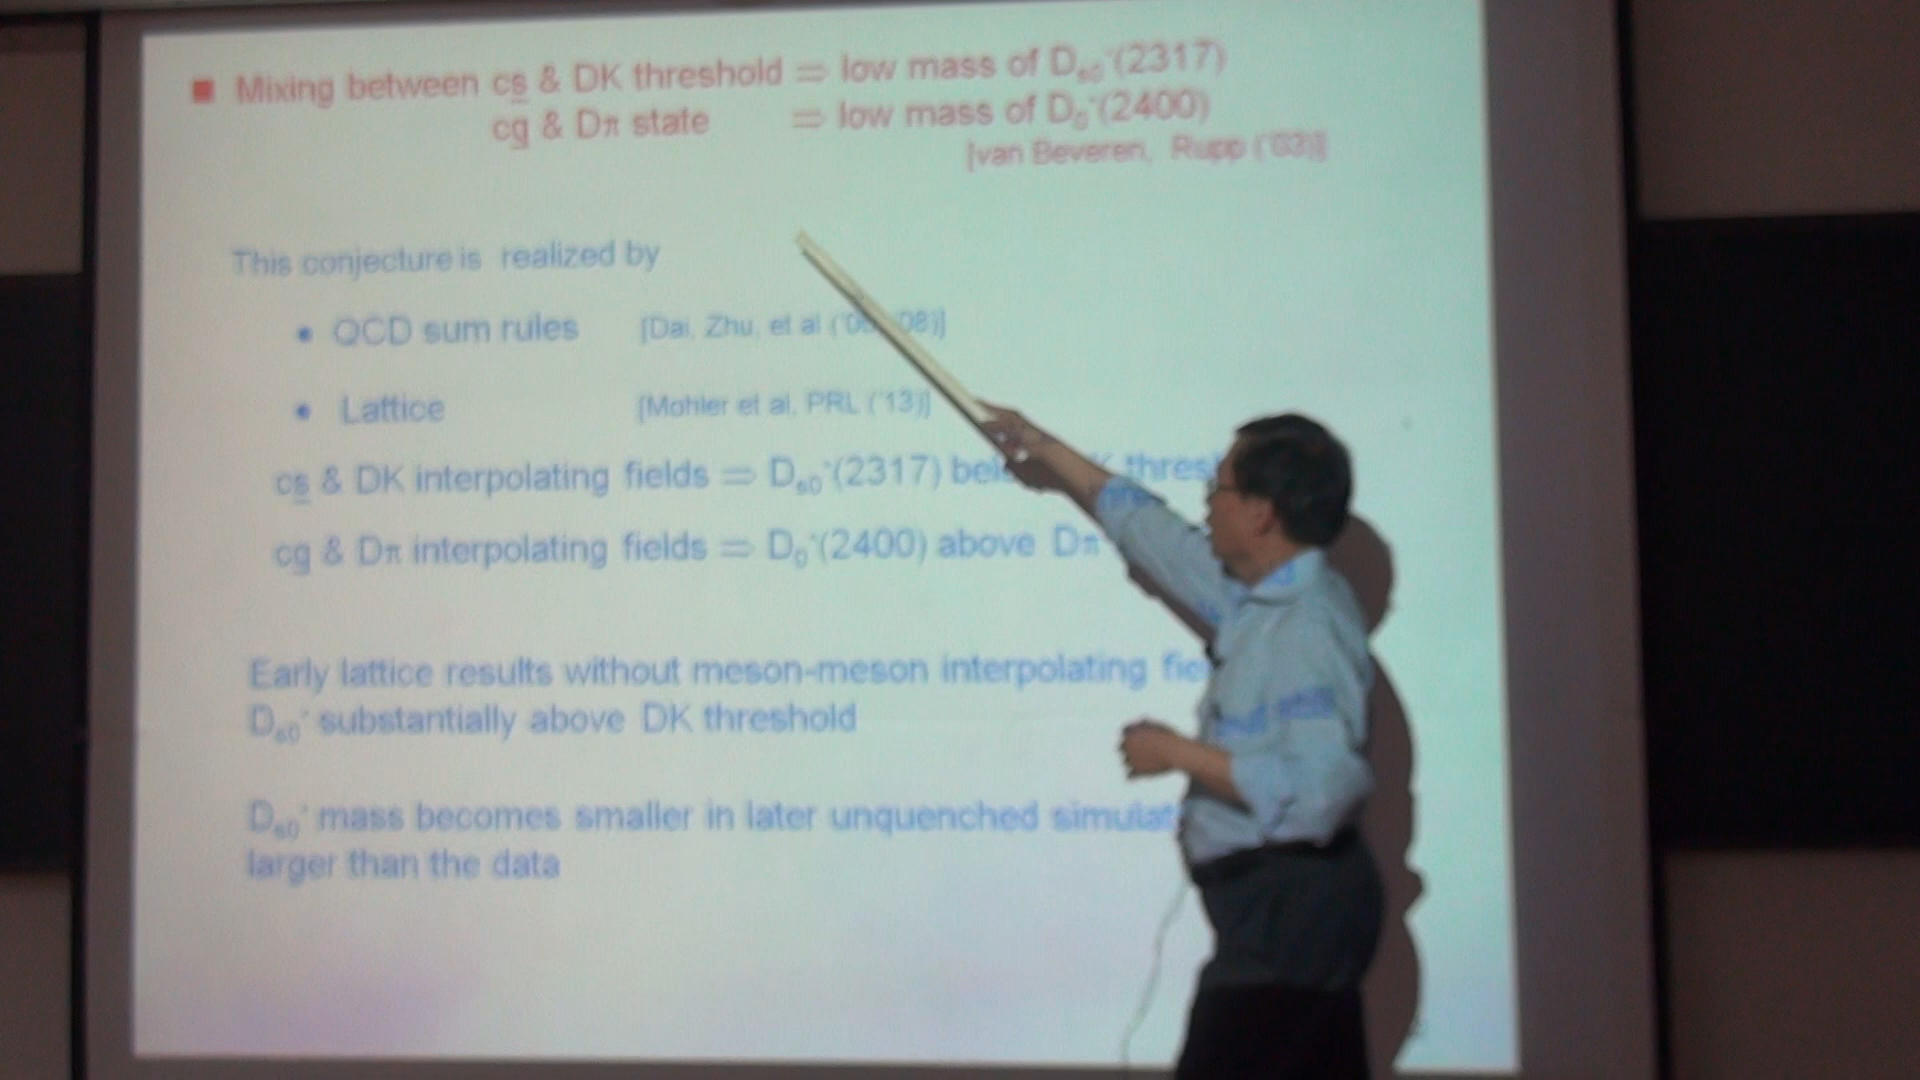 ■ Mixing between cs & DK threshold = low mass of Ds0*(2317)
cq & Dπ state = low mass of D0*(2400)
[van Beveren, Rupp ('03)]
This conjecture is realized by
• QCD sum rules [Dai, Zhu, et al
• Lattice [Mohler et al, PRL ('13)]
cs & DK interpolating fields = Ds0*(2317)
cq & Dπ interpolating fields = D0*(2400) above Dπ
Early lattice results without meson-meson interpolating
Ds0* substantially above DK threshold
Ds0* mass becomes smaller in later unquenched
larger than the data